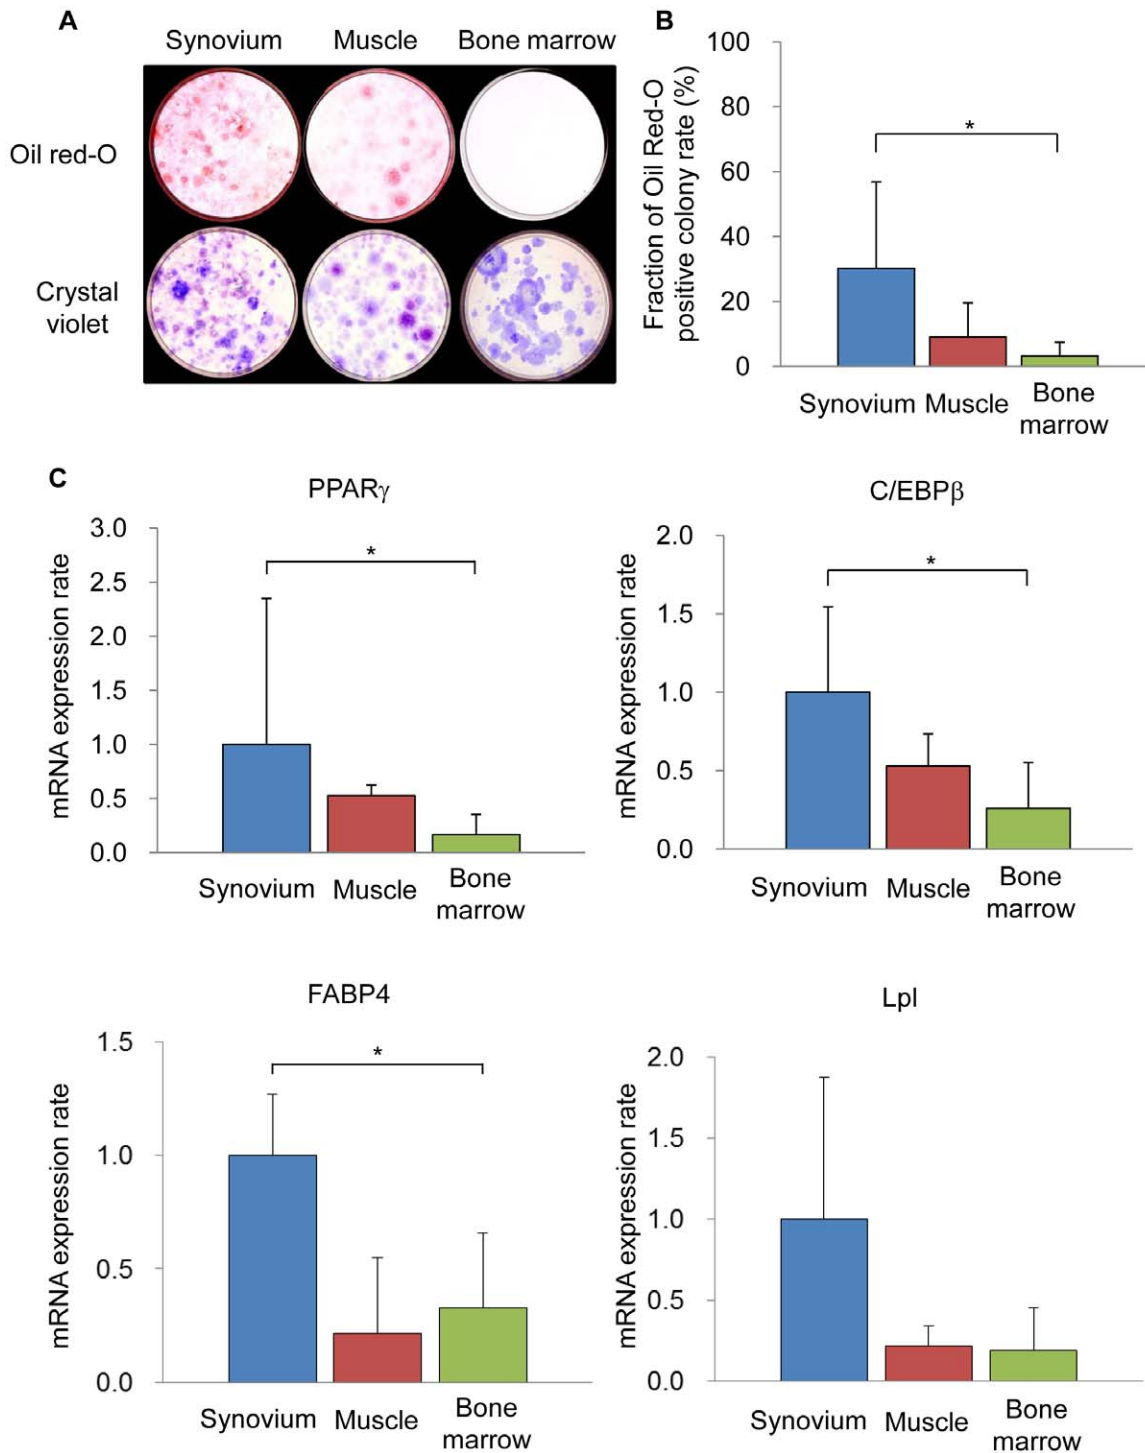 A
Synovium Muscle Bone marrow
Oil red-O
Crystal
violet
B
Fraction of Oil Red-O
positive colony rate (%)
100
80
60
40
20
0
*
Synovium Muscle Bone
marrow
C
PPARγ
mRNA expression rate
3.0
2.5
2.0
1.5
1.0
0.5
0.0
*
Synovium Muscle Bone
marrow
C/EBPβ
mRNA expression rate
2.0
1.5
1.0
0.5
0.0
*
Synovium Muscle Bone
marrow
FABP4
mRNA expression rate
1.5
1.0
0.5
0.0
*
Synovium Muscle Bone
marrow
Lpl
mRNA expression rate
2.0
1.5
1.0
0.5
0.0
Synovium Muscle Bone
marrow